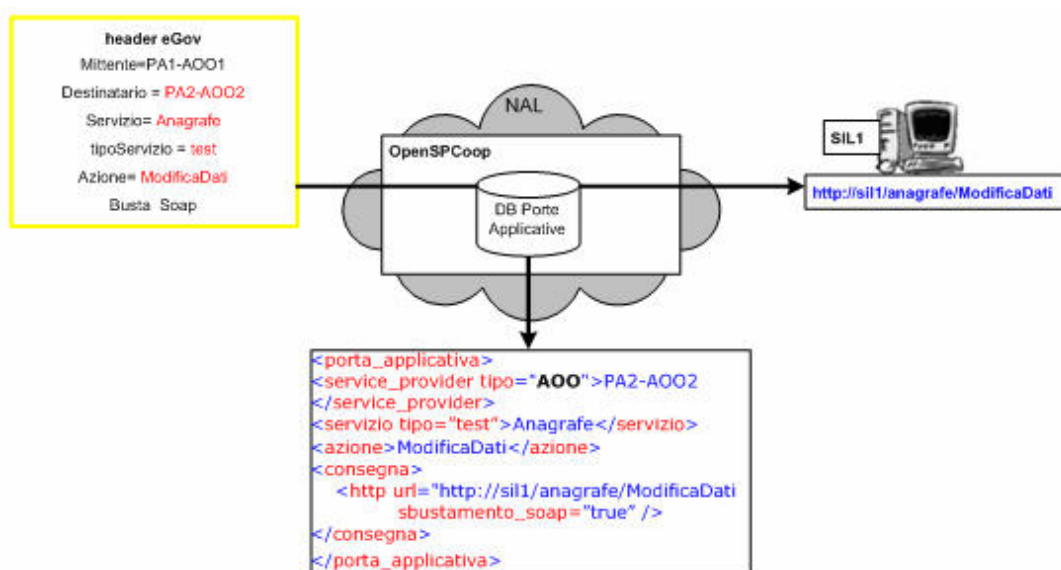 header eGov
Mittente=PA1-AOO1
Destinatario = PA2-AOO2
Servizio= Anagrafe
tipoServizio = test
Azione= ModificaDati
Busta Soap
NAL
OpenSPCoop
DB Porte
Applicative
SIL1
http://sil1/anagrafe/ModificaDati
<porta_applicativa>
<service_provider tipo="AOO">PA2-AOO2
</service_provider>
<servizio tipo="test">Anagrafe</servizio>
<azione>ModificaDati</azione>
<consegna>
<http url="http://sil1/anagrafe/ModificaDati
sbustamento_soap="true" />
</consegna>
</porta_applicativa>